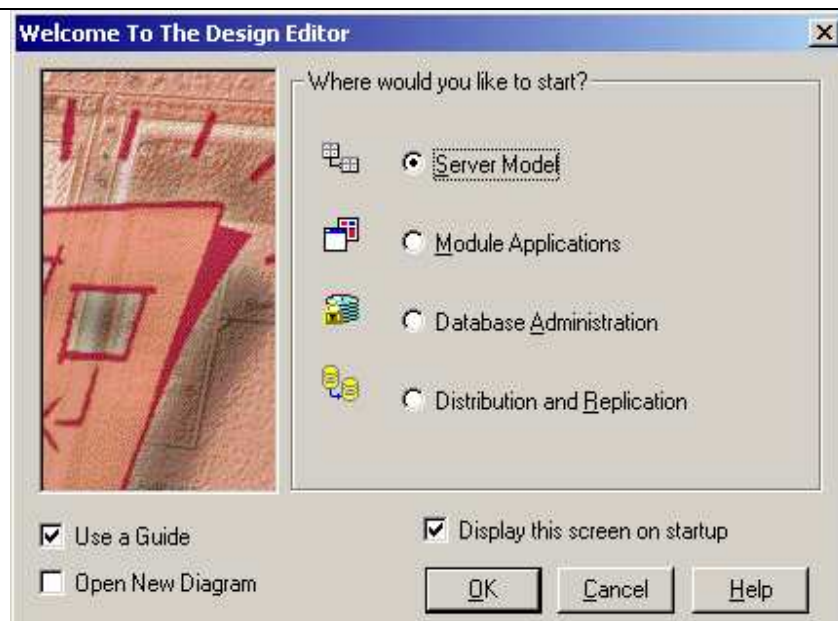 Welcome To The Design Editor
Where would you like to start?
Server Model
Module Applications
Database Administration
Distribution and Replication
Use a Guide
Display this screen on startup
Open New Diagram
OK
Cancel
Help